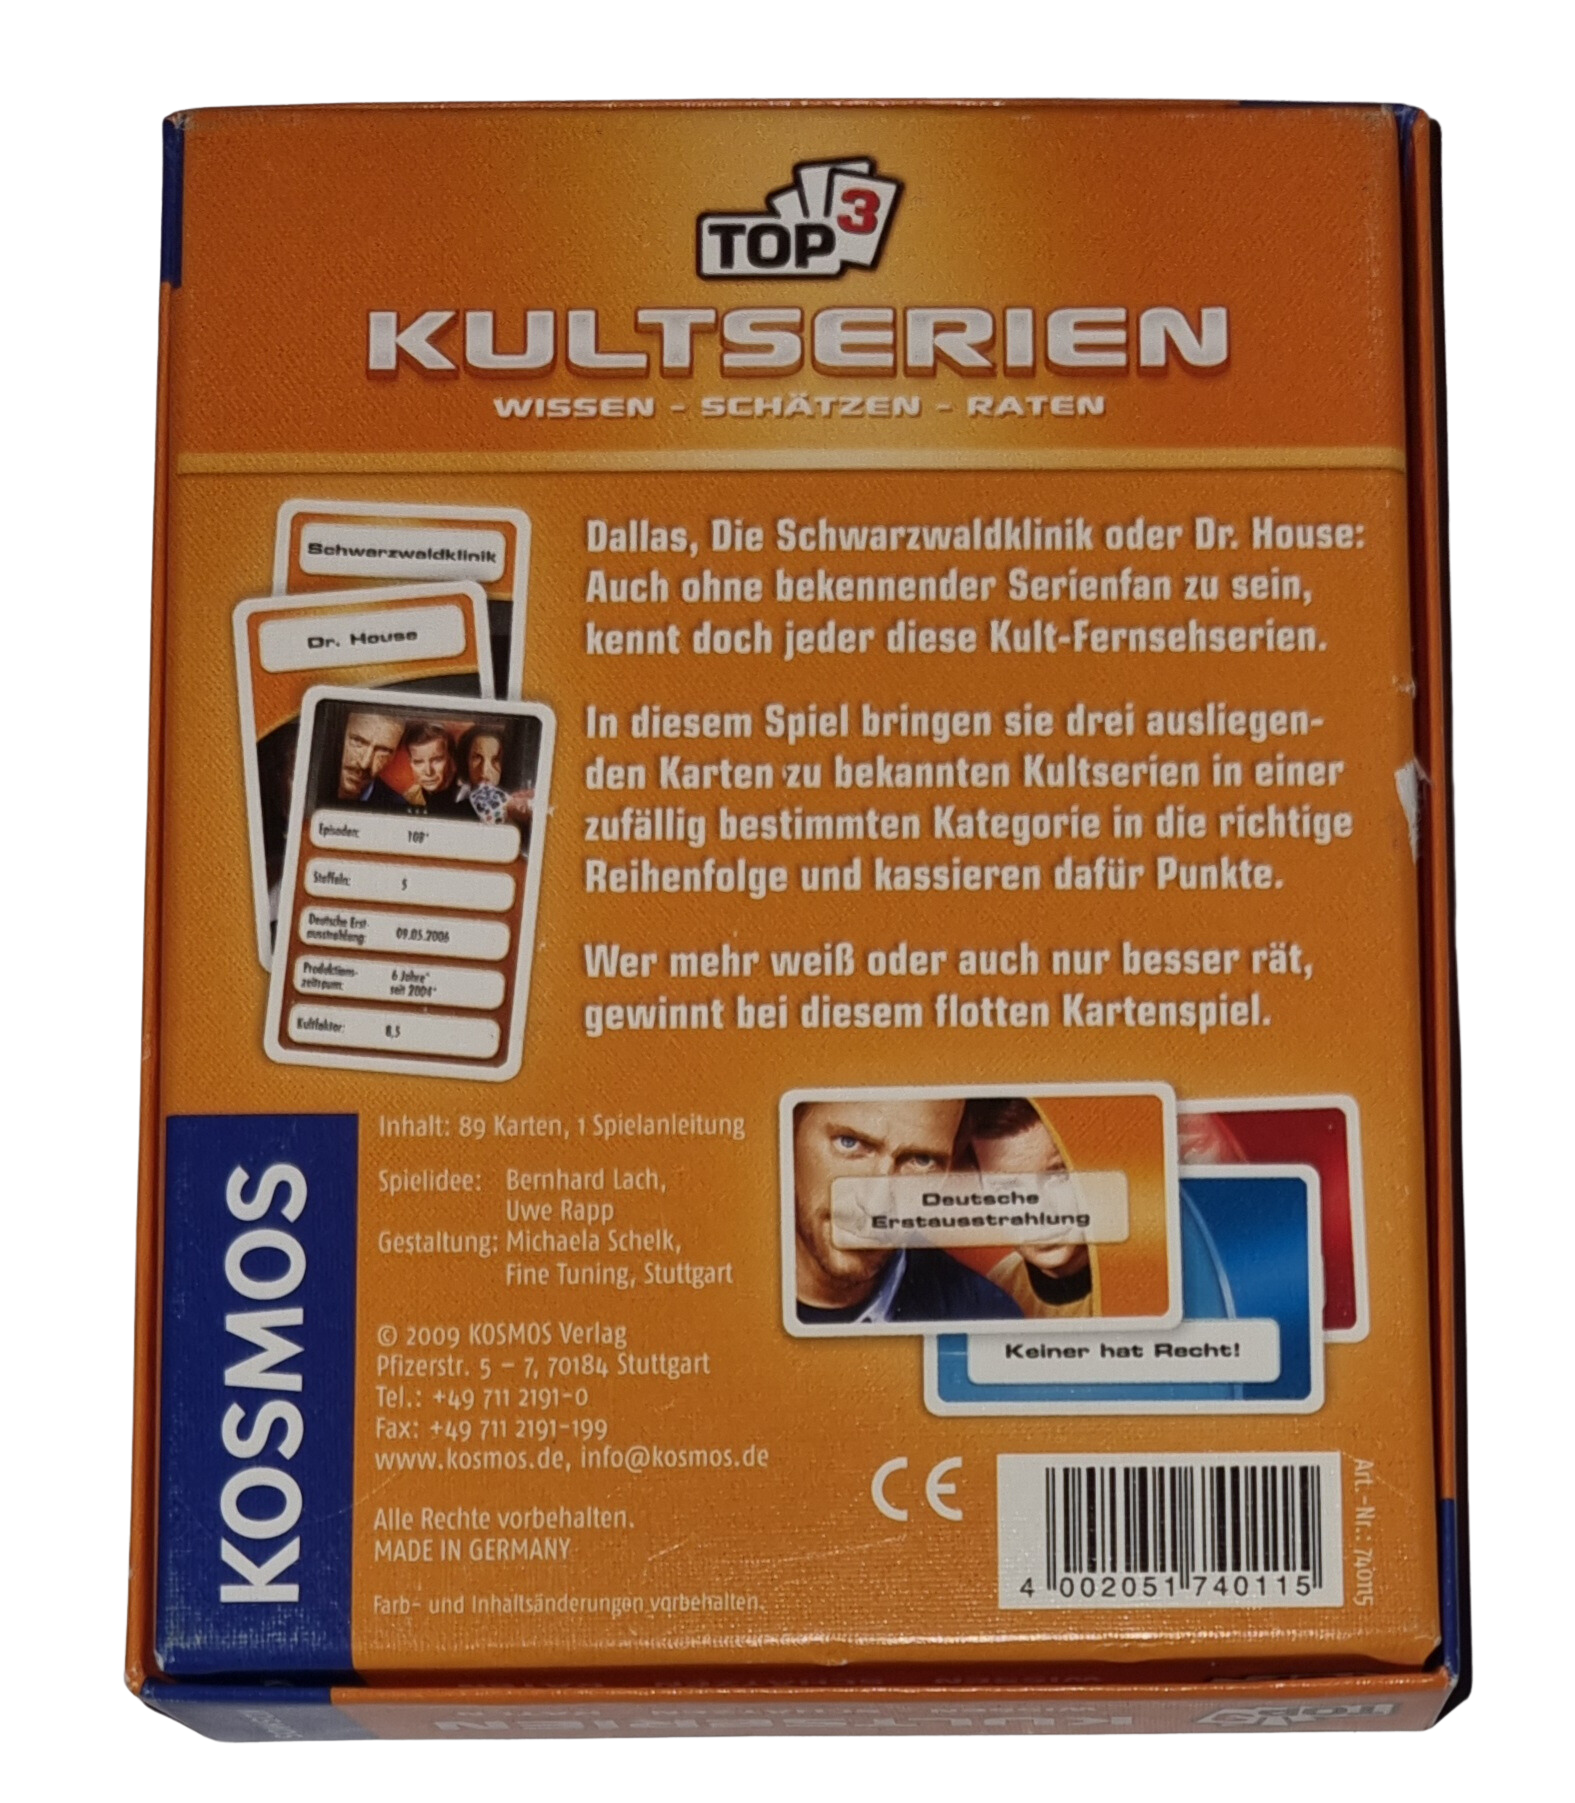 TOP 3
KULTSERIEN
WISSEN - SCHÄTZEN - RATEN
Schwarzwaldklinik
Dr. House
Episoden: 108*
Staffeln: 5
Deutsche Erst-
ausstrahlung: 09.05.2006
Produktions-
zeitraum: 6 Jahre*
seit 2004*
Kultfaktor: 8,5
Dallas, Die Schwarzwaldklinik oder Dr. House:
Auch ohne bekennender Serienfan zu sein,
kennt doch jeder diese Kult-Fernsehserien.
In diesem Spiel bringen sie drei ausliegen-
den Karten zu bekannten Kultserien in einer
zufällig bestimmten Kategorie in die richtige
Reihenfolge und kassieren dafür Punkte.
Wer mehr weiß oder auch nur besser rät,
gewinnt bei diesem flotten Kartenspiel.
KOSMOS
Inhalt: 89 Karten, 1 Spielanleitung
Spielidee: Bernhard Lach,
Uwe Rapp
Gestaltung: Michaela Schelk,
Fine Tuning, Stuttgart
© 2009 KOSMOS Verlag
Pfizerstr. 5 – 7, 70184 Stuttgart
Tel.: +49 711 2191-0
Fax: +49 711 2191-199
www.kosmos.de, info@kosmos.de
Alle Rechte vorbehalten.
MADE IN GERMANY
Farb- und Inhaltsänderungen vorbehalten.
Deutsche
Erstausstrahlung
Keiner hat Recht!
CE
4 002051 740115
Art.-Nr.: 740115
TOP 3
KULTSERIEN